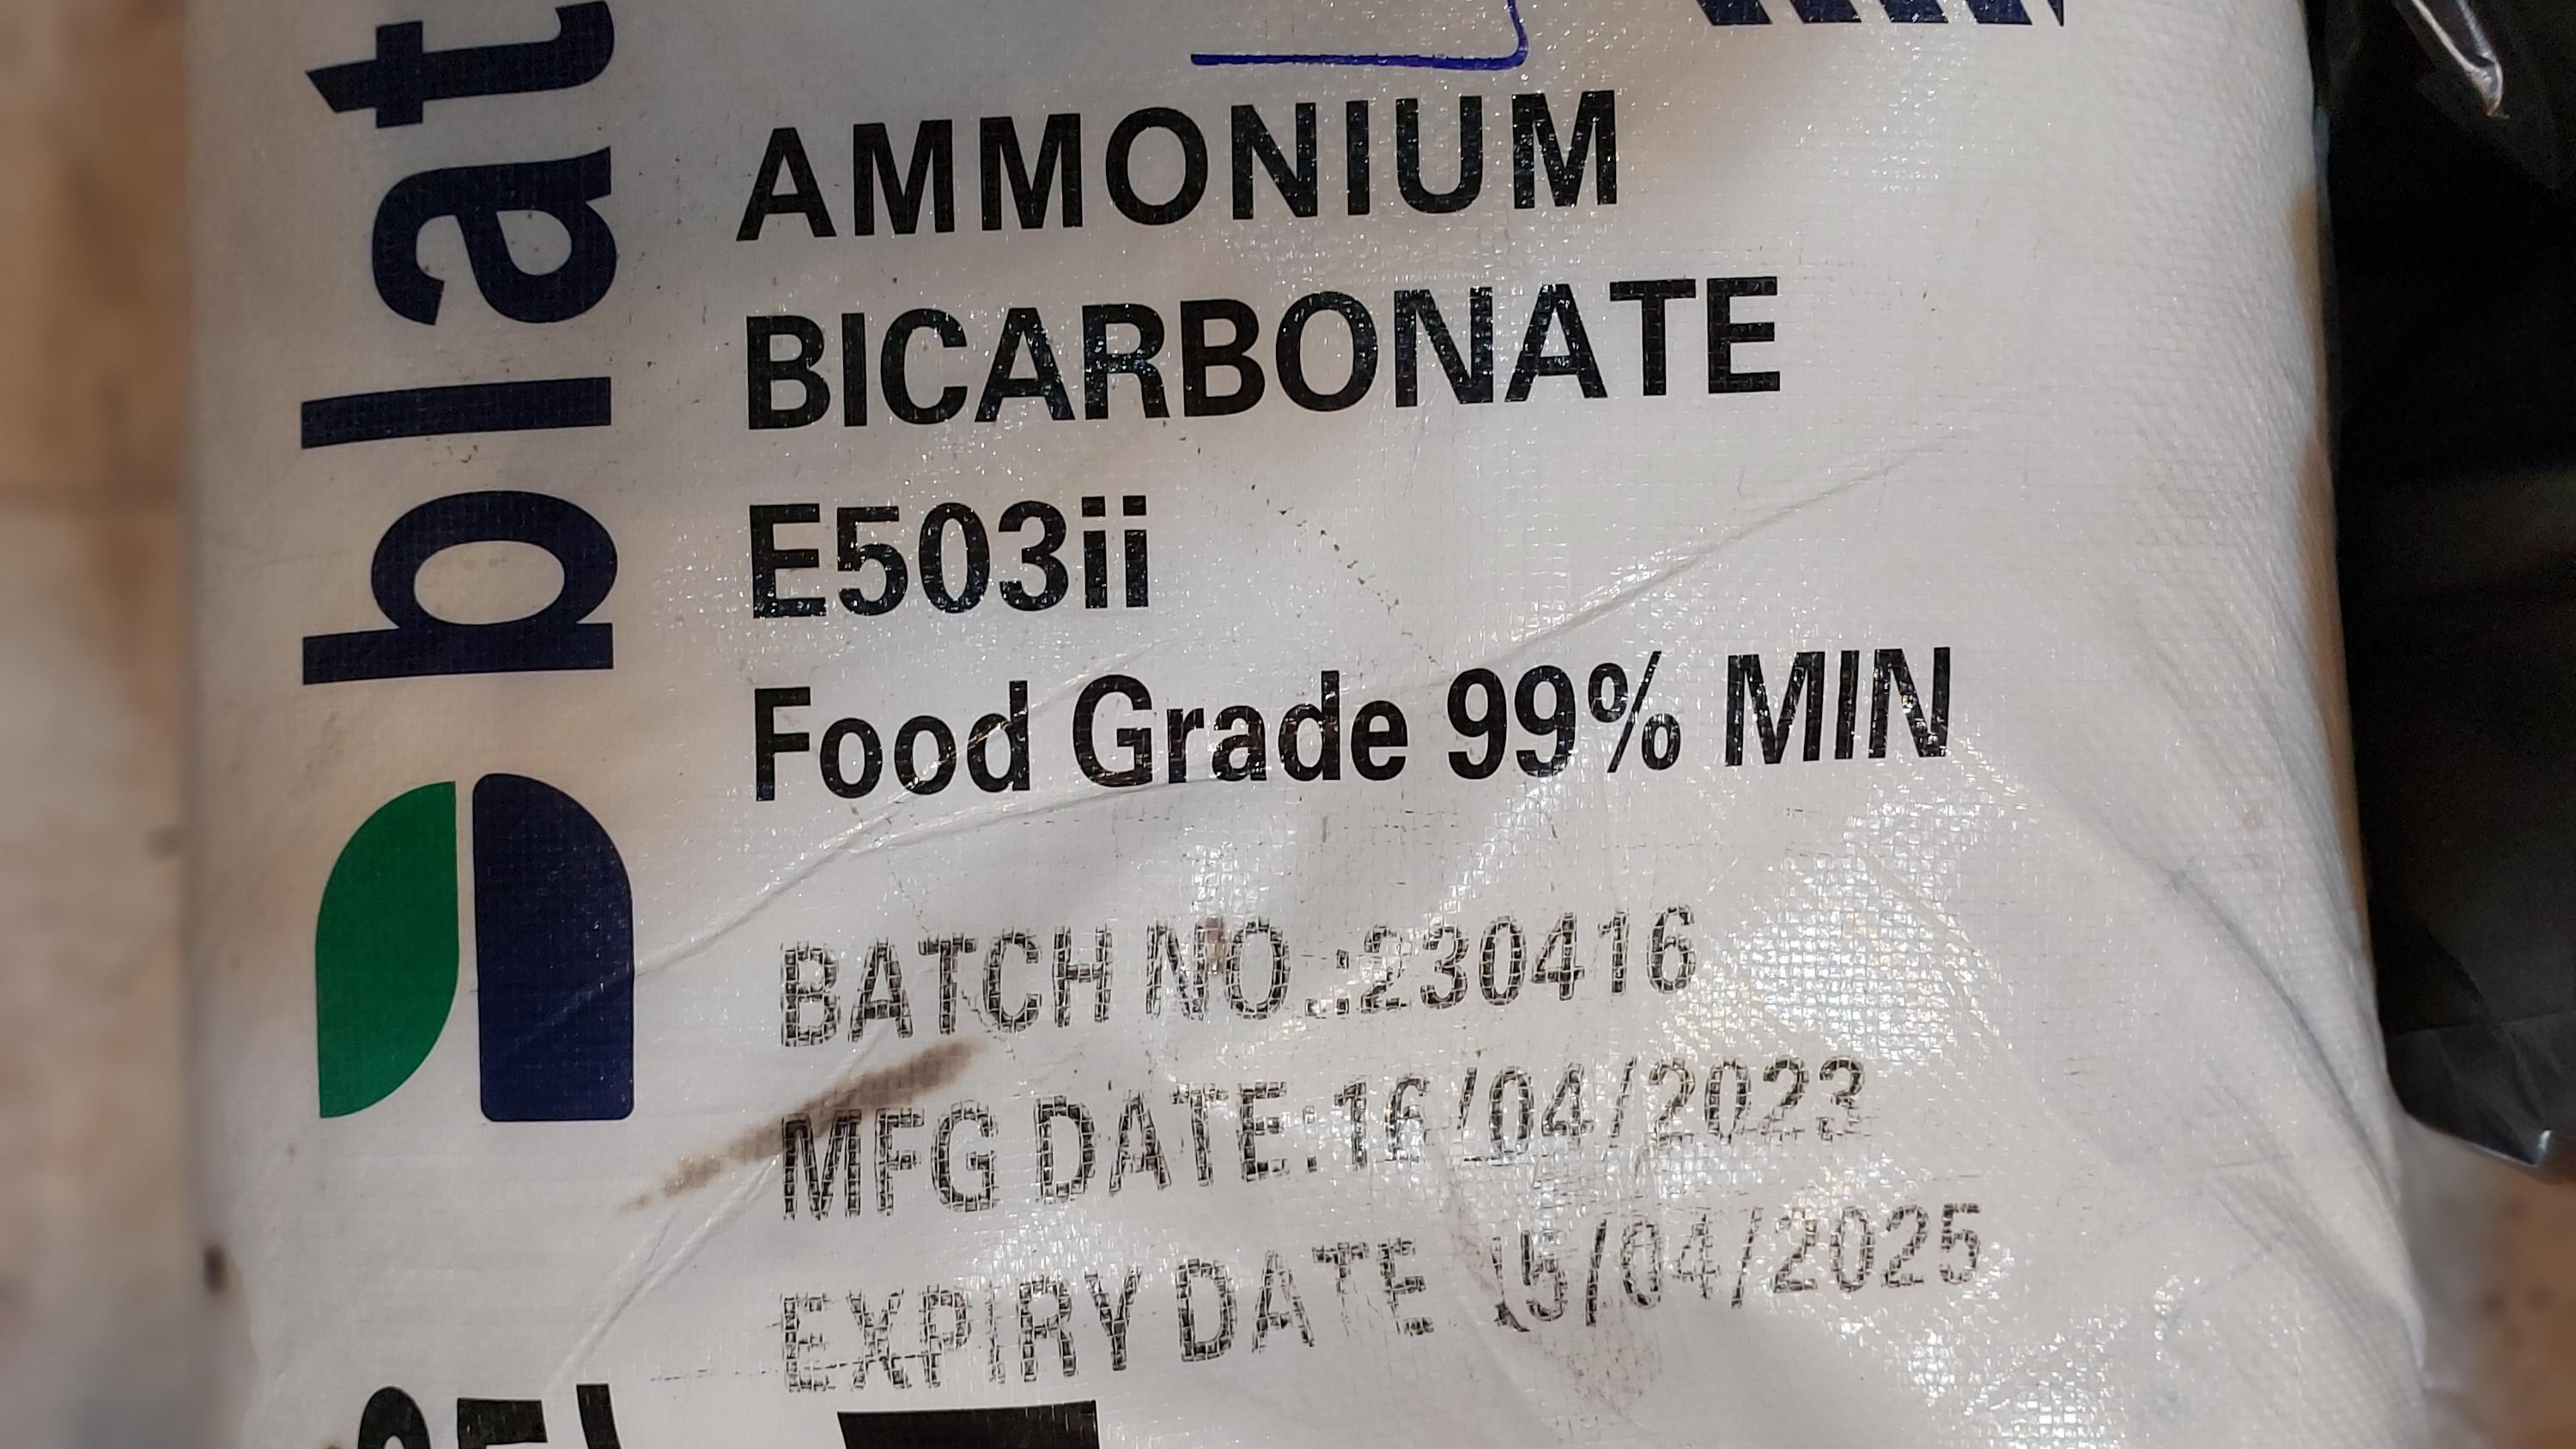 blat
AMMONIUM
BICARBONATE
E503ii
Food Grade 99% MIN
BATCH NO.:230416
MFG DATE:16/04/2023
EXPIRY DATE 15/04/2025